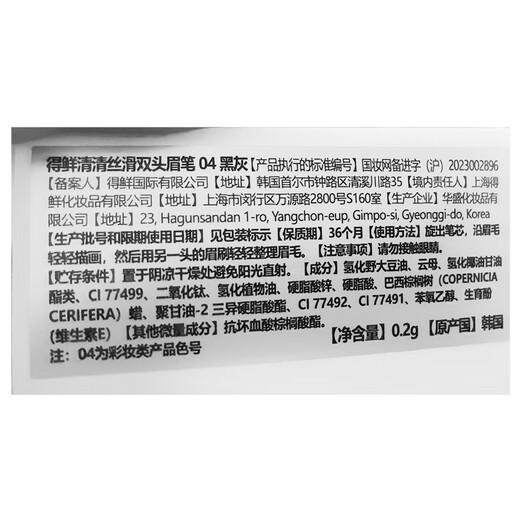 得鲜清清丝滑双头眉笔 04 黑灰【产品执行的标准编号】国妆网备进字（沪）2023002896
【备案人】得鲜国际有限公司【地址】韩国首尔市钟路区清溪川路35【境内责任人】上海得
鲜化妆品有限公司【地址】上海市闵行区万源路2800号S160室【生产企业】华盛化妆品有
限公司【地址】23, Hagunsandan 1-ro, Yangchon-eup, Gimpo-si, Gyeonggi-do, Korea
【生产批号和限期使用日期】见包装标示【保质期】36个月【使用方法】旋出笔芯，沿眉毛
轻轻描画，然后用另一头的眉刷轻轻整理眉毛。【注意事项】请勿接触眼睛。
【贮存条件】置于阴凉干燥处避免阳光直射。【成分】氢化野大豆油、云母、氢化椰油甘油
酯类、CI 77499、二氧化钛、氢化植物油、硬脂酸锌、硬脂酸、巴西棕榈树（COPERNICIA
CERIFERA）蜡、聚甘油-2 三异硬脂酸酯、CI 77492、CI 77491、苯氧乙醇、生育酚
(维生素E)【其他微量成分】抗坏血酸棕榈酸酯。
注：04为彩妆类产品色号
【净含量】0.2g【原产国】韩国